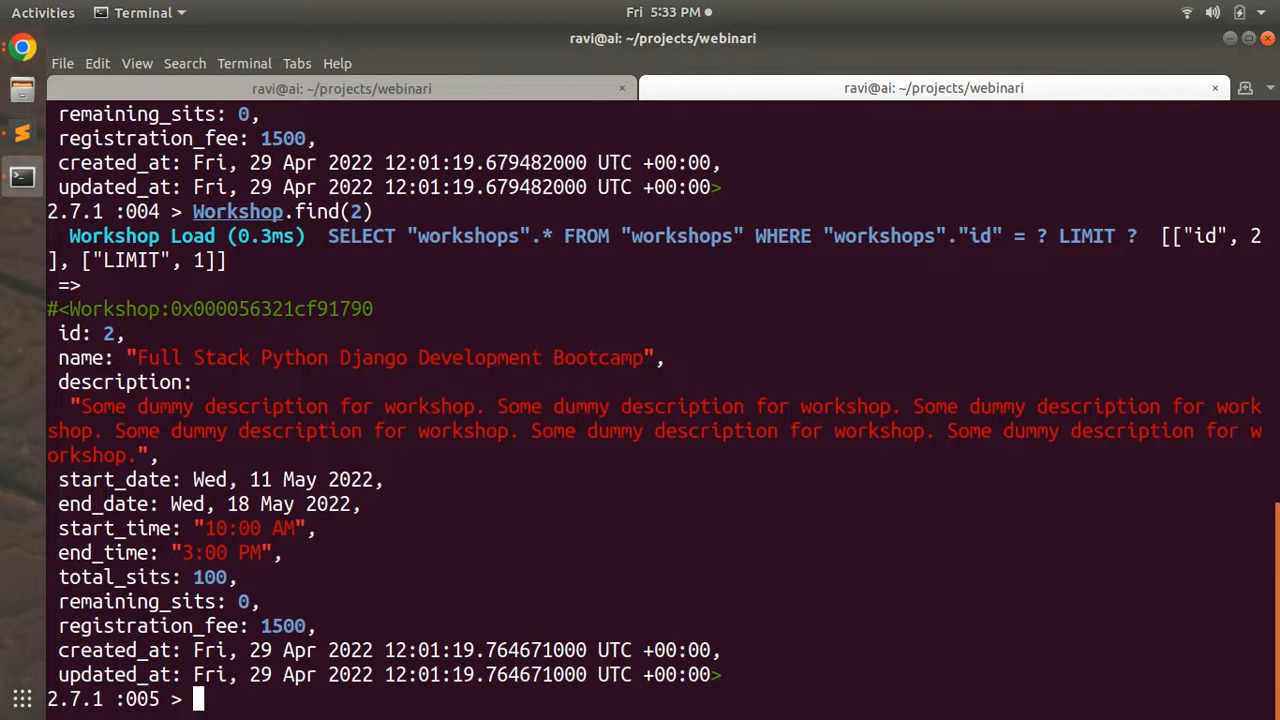 Activities Terminal Fri 5:33 PM
ravi@ai: ~/projects/webinari
File Edit View Search Terminal Tabs Help
ravi@ai: ~/projects/webinari × ravi@ai: ~/projects/webinari ×
remaining_sits: 0,
registration_fee: 1500,
created_at: Fri, 29 Apr 2022 12:01:19.679482000 UTC +00:00,
updated_at: Fri, 29 Apr 2022 12:01:19.679482000 UTC +00:00>
2.7.1 :004 > Workshop.find(2)
Workshop Load (0.3ms) SELECT "workshops".* FROM "workshops" WHERE "workshops"."id" = ? LIMIT ? [["id", 2
], ["LIMIT", 1]]
=>
#<Workshop:0x000056321cf91790
id: 2,
name: "Full Stack Python Django Development Bootcamp",
description:
"Some dummy description for workshop. Some dummy description for workshop. Some dummy description for work
shop. Some dummy description for workshop. Some dummy description for workshop. Some dummy description for w
orkshop.",
start_date: Wed, 11 May 2022,
end_date: Wed, 18 May 2022,
start_time: "10:00 AM",
end_time: "3:00 PM",
total_sits: 100,
remaining_sits: 0,
registration_fee: 1500,
created_at: Fri, 29 Apr 2022 12:01:19.764671000 UTC +00:00,
updated_at: Fri, 29 Apr 2022 12:01:19.764671000 UTC +00:00>
2.7.1 :005 >